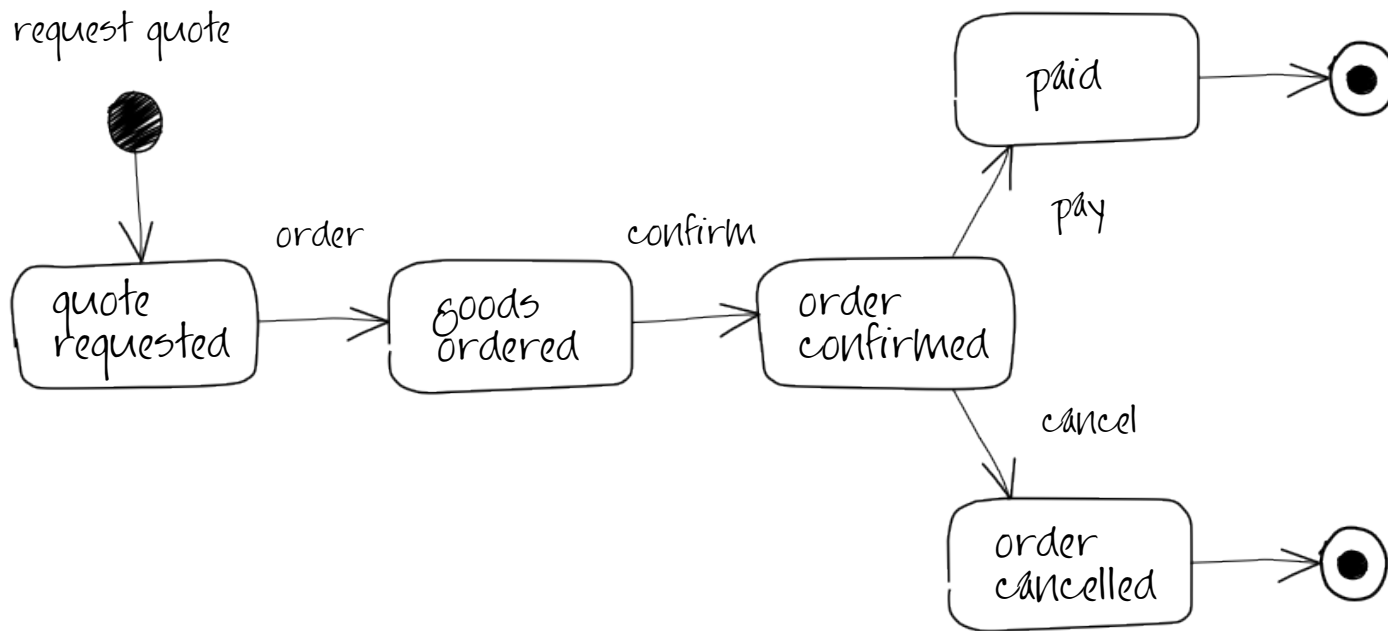 request quote
paid
pay
order
confirm
quote
requested
goods
ordered
order
confirmed
cancel
order
cancelled